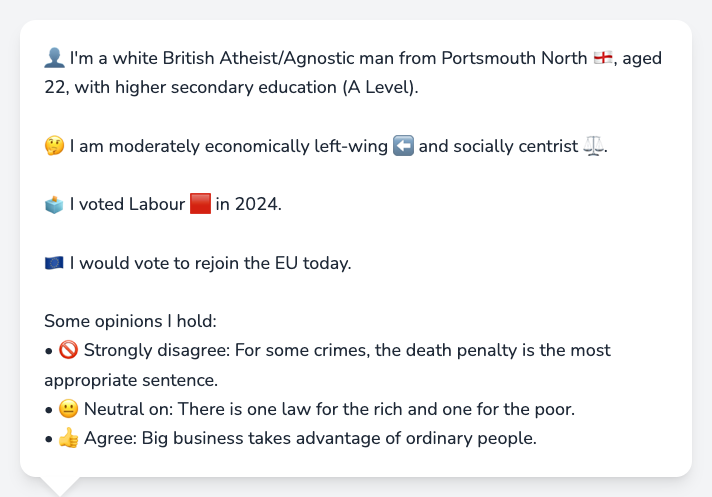 👤 I'm a white British Atheist/Agnostic man from Portsmouth North 🏴󠁧󠁢󠁥󠁮󠁧󠁿, aged
22, with higher secondary education (A Level).
🤔 I am moderately economically left-wing ⬅️ and socially centrist ⚖️.
🗳️ I voted Labour 🟥 in 2024.
🇪🇺 I would vote to rejoin the EU today.
Some opinions I hold:
• 🚫 Strongly disagree: For some crimes, the death penalty is the most
appropriate sentence.
• 😐 Neutral on: There is one law for the rich and one for the poor.
• 👍 Agree: Big business takes advantage of ordinary people.